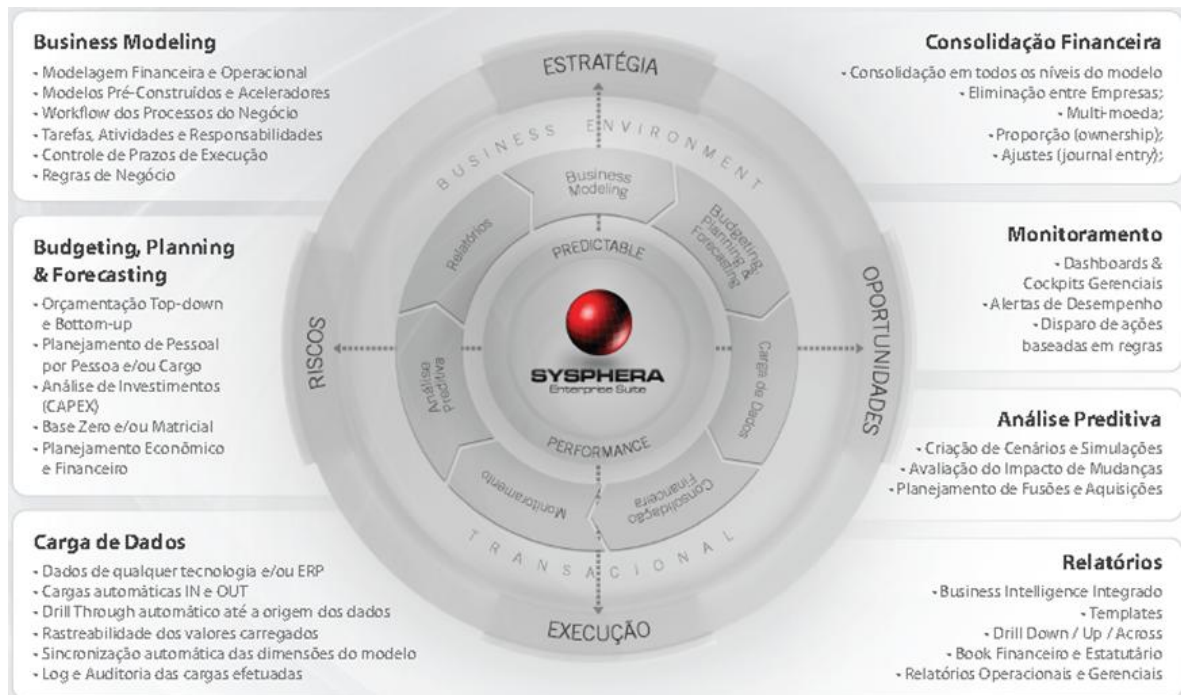 Business Modeling
- Modelagem Financeira e Operacional
- Modelos Pré-Construídos e Aceleradores
- Workflow dos Processos do Negócio
- Tarefas, Atividades e Responsabilidades
- Controle de Prazos de Execução
- Regras de Negócio
Budgeting, Planning
& Forecasting
- Orçamentação Top-down
e Bottom-up
- Planejamento de Pessoal
por Pessoa e/ou Cargo
- Análise de Investimentos
(CAPEX)
- Base Zero e/ou Matricial
- Planejamento Econômico
e Financeiro
Carga de Dados
- Dados de qualquer tecnologia e/ou ERP
- Cargas automáticas IN e OUT
- Drill Through automático até a origem dos dados
- Rastreabilidade dos valores carregados
- Sincronização automática das dimensões do modelo
- Log e Auditoria das cargas efetuadas
ESTRATÉGIA
BUSINESS ENVIRONMENT
Business
Modeling
Budgeting,
Planning &
Forecasting
Carga de Dados
Consolidação
Financeira
Monitoramento
Análise
Preditiva
Relatórios
PREDICTABLE
SYSPHERA
Enterprise Suite
PERFORMANCE
RISCOS
OPORTUNIDADES
TRANSACIONAL
EXECUÇÃO
Consolidação Financeira
- Consolidação em todos os níveis do modelo
- Eliminação entre Empresas;
- Multi-moeda;
- Proporção (ownership);
- Ajustes (journal entry);
Monitoramento
- Dashboards &
Cockpits Gerenciais
- Alertas de Desempenho
- Disparo de ações
baseadas em regras
Análise Preditiva
- Criação de Cenários e Simulações
- Avaliação do Impacto de Mudanças
- Planejamento de Fusões e Aquisições
Relatórios
- Business Intelligence Integrado
- Templates
- Drill Down / Up / Across
- Book Financeiro e Estatutário
- Relatórios Operacionais e Gerenciais